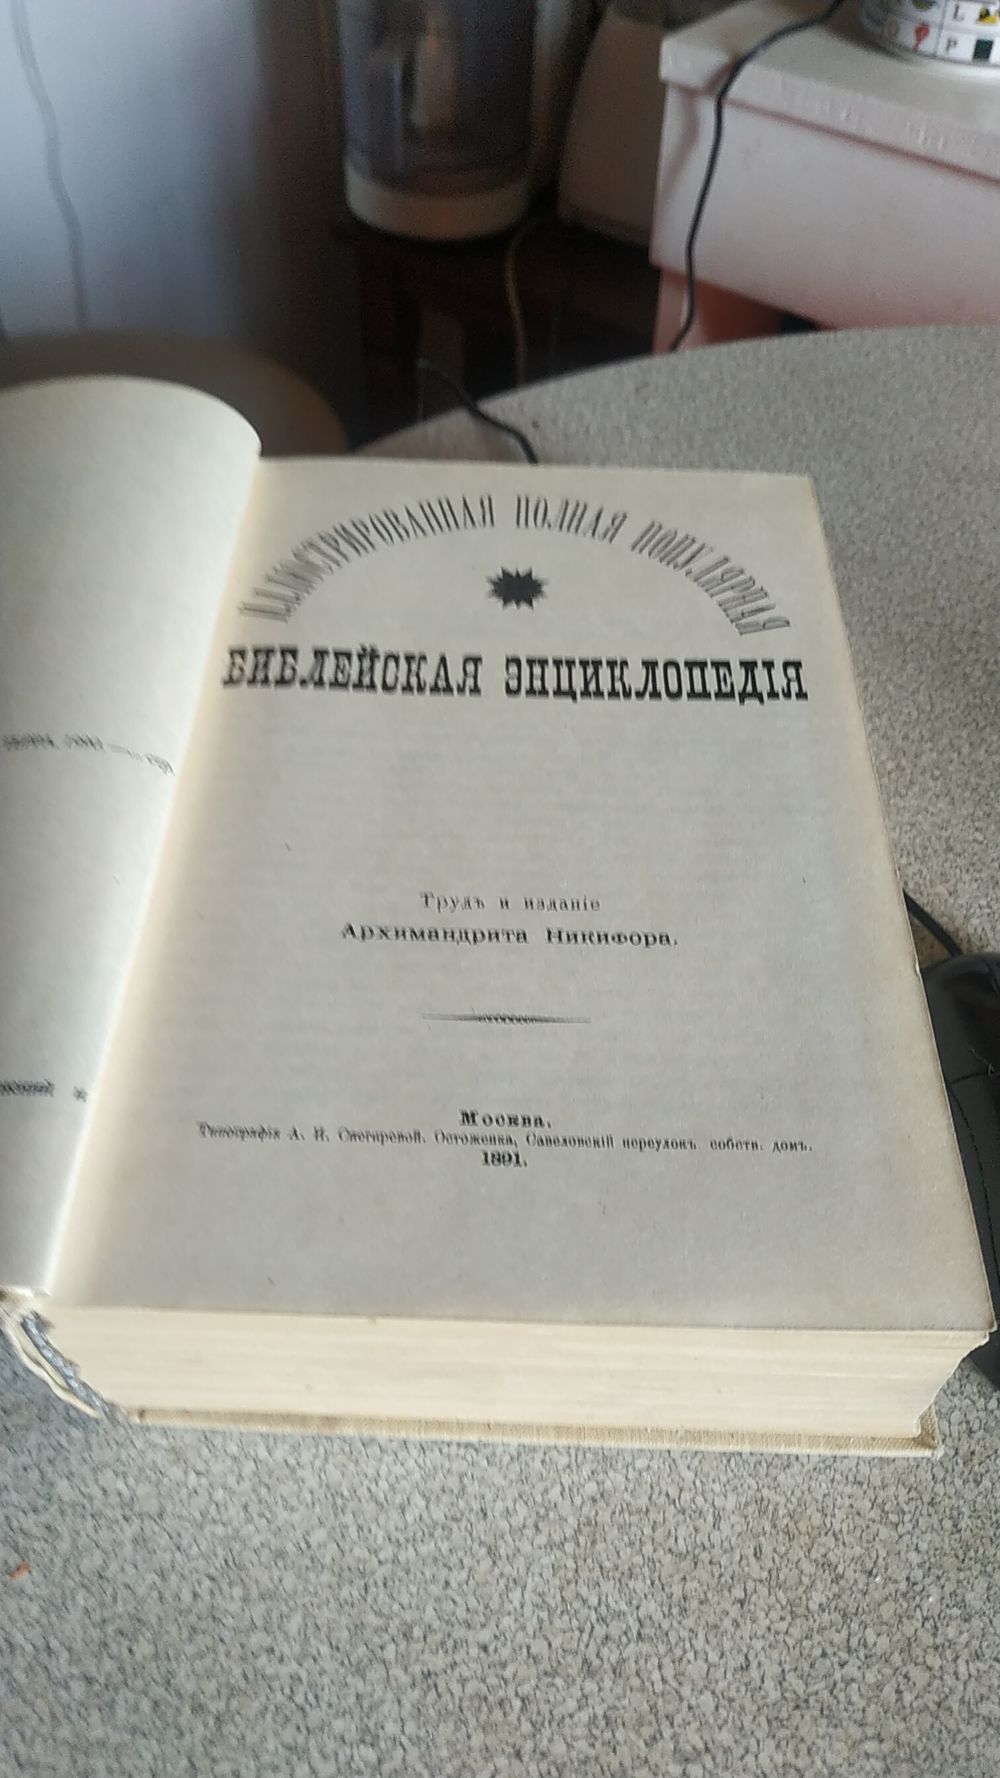 ИЛЛЮСТРИРОВАННАЯ ПОЛНАЯ ПОПУЛЯРНАЯ
БИБЛЕЙСКАЯ ЭНЦИКЛОПЕДІЯ
Трудъ и изданіе
Архимандрита Никифора.
Москва.
Типографія А. И. Снегиревой. Остоженка, Савеловскій переулокъ собств. домъ.
1891.
L
P